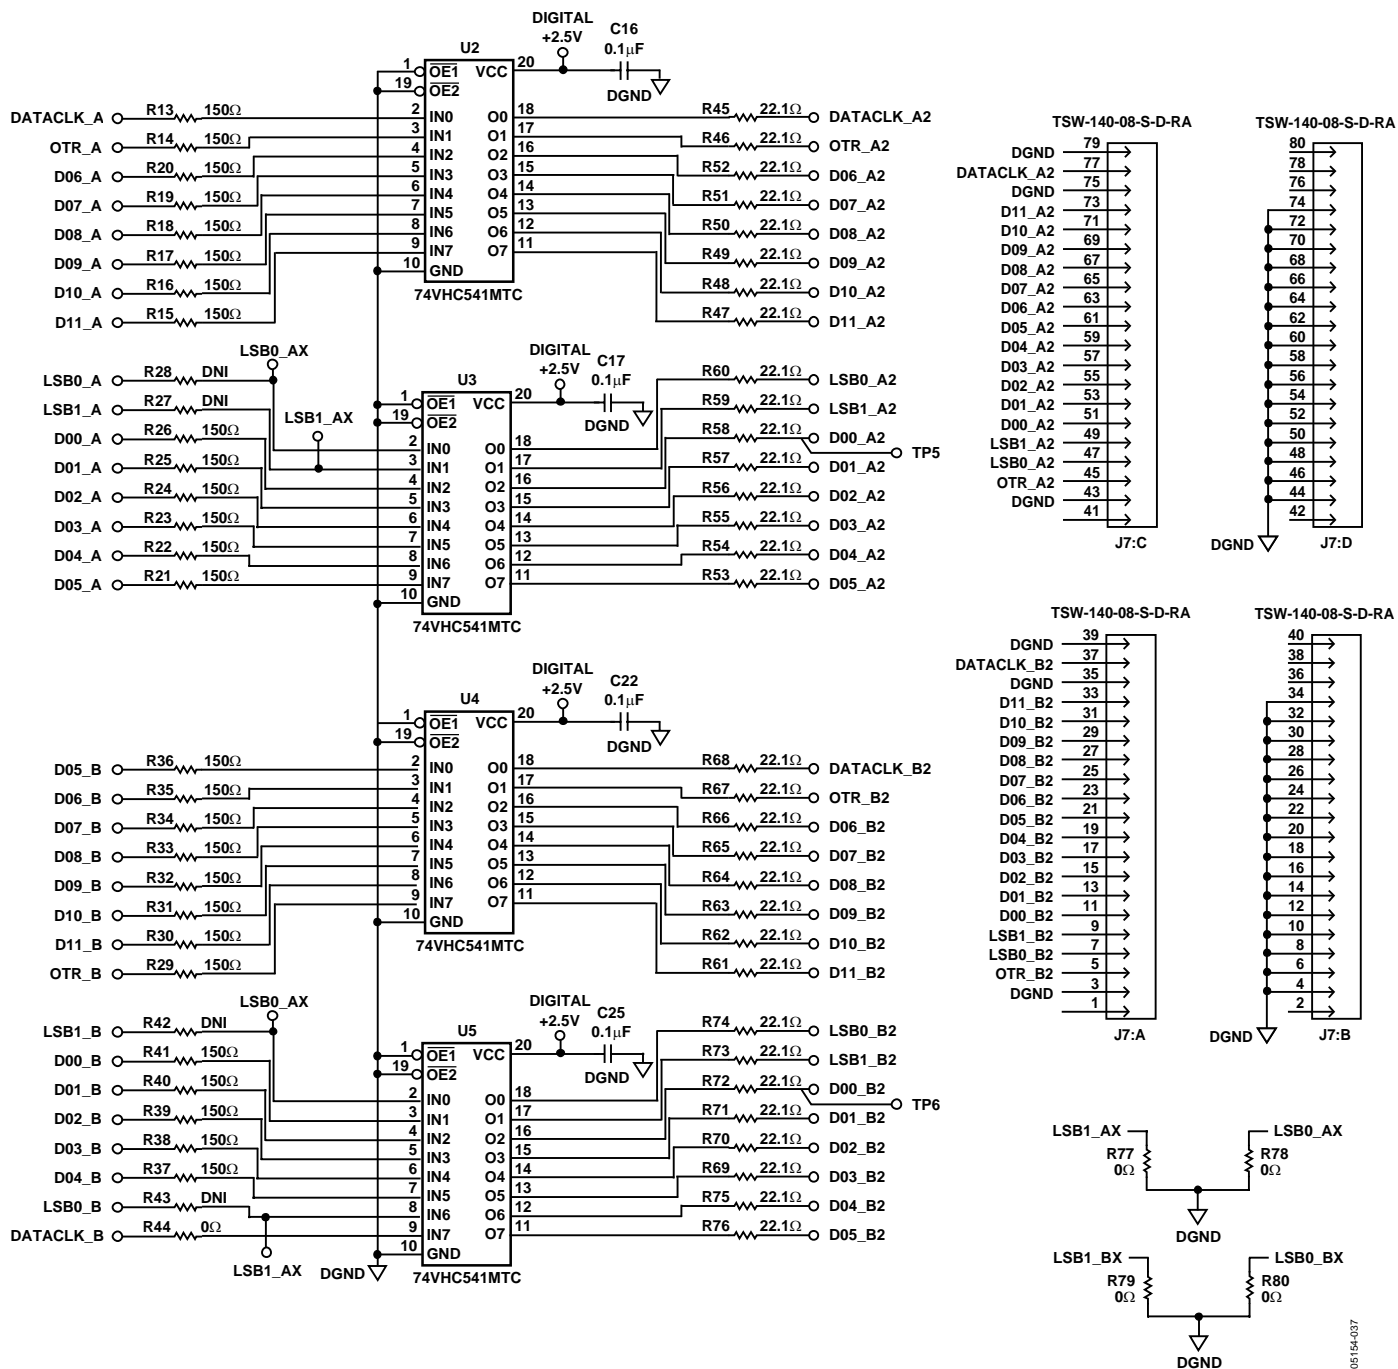 DIGITAL
+2.5V
C16
0.1μF
DGND
U2
1 OE1 VCC 20
19 OE2
DATACLK_A R13 150Ω 2 IN0 O0 18 R45 22.1Ω DATACLK_A2
OTR_A R14 150Ω 3 IN1 O1 17 R46 22.1Ω OTR_A2
D06_A R20 150Ω 4 IN2 O2 16 R52 22.1Ω D06_A2
D07_A R19 150Ω 5 IN3 O3 15 R51 22.1Ω D07_A2
D08_A R18 150Ω 6 IN4 O4 14 R50 22.1Ω D08_A2
D09_A R17 150Ω 7 IN5 O5 13 R49 22.1Ω D09_A2
D10_A R16 150Ω 8 IN6 O6 12 R48 22.1Ω D10_A2
D11_A R15 150Ω 9 IN7 O7 11 R47 22.1Ω D11_A2
10 GND
74VHC541MTC
LSB0_AX
LSB1_AX
DIGITAL
+2.5V
C17
0.1μF
DGND
U3
1 OE1 VCC 20
19 OE2
LSB0_A R28 DNI 2 IN0 O0 18 R60 22.1Ω LSB0_A2
LSB1_A R27 DNI 3 IN1 O1 17 R59 22.1Ω LSB1_A2
D00_A R26 150Ω 4 IN2 O2 16 R58 22.1Ω D00_A2
TP5
D01_A R25 150Ω 5 IN3 O3 15 R57 22.1Ω D01_A2
D02_A R24 150Ω 6 IN4 O4 14 R56 22.1Ω D02_A2
D03_A R23 150Ω 7 IN5 O5 13 R55 22.1Ω D03_A2
D04_A R22 150Ω 8 IN6 O6 12 R54 22.1Ω D04_A2
D05_A R21 150Ω 9 IN7 O7 11 R53 22.1Ω D05_A2
10 GND
74VHC541MTC
DIGITAL
+2.5V
C22
0.1μF
DGND
U4
1 OE1 VCC 20
19 OE2
D05_B R36 150Ω 2 IN0 O0 18 R68 22.1Ω DATACLK_B2
D06_B R35 150Ω 3 IN1 O1 17 R67 22.1Ω OTR_B2
D07_B R34 150Ω 4 IN2 O2 16 R66 22.1Ω D06_B2
D08_B R33 150Ω 5 IN3 O3 15 R65 22.1Ω D07_B2
D09_B R32 150Ω 6 IN4 O4 14 R64 22.1Ω D08_B2
D10_B R31 150Ω 7 IN5 O5 13 R63 22.1Ω D09_B2
D11_B R30 150Ω 8 IN6 O6 12 R62 22.1Ω D10_B2
OTR_B R29 150Ω 9 IN7 O7 11 R61 22.1Ω D11_B2
10 GND
74VHC541MTC
LSB0_AX
DIGITAL
+2.5V
C25
0.1μF
DGND
U5
1 OE1 VCC 20
19 OE2
LSB1_B R42 DNI 2 IN0 O0 18 R74 22.1Ω LSB0_B2
D00_B R41 150Ω 3 IN1 O1 17 R73 22.1Ω LSB1_B2
D01_B R40 150Ω 4 IN2 O2 16 R72 22.1Ω D00_B2
TP6
D02_B R39 150Ω 5 IN3 O3 15 R71 22.1Ω D01_B2
D03_B R38 150Ω 6 IN4 O4 14 R70 22.1Ω D02_B2
D04_B R37 150Ω 7 IN5 O5 13 R69 22.1Ω D03_B2
LSB0_B R43 DNI 8 IN6 O6 12 R75 22.1Ω D04_B2
DATACLK_B R44 0Ω 9 IN7 O7 11 R76 22.1Ω D05_B2
10 GND
LSB1_AX
DGND
74VHC541MTC
TSW-140-08-S-D-RA
DGND 79
DATACLK_A2 77
DGND 75
D11_A2 73
D10_A2 71
D09_A2 69
D08_A2 67
D07_A2 65
D06_A2 63
D05_A2 61
D04_A2 59
D03_A2 57
D02_A2 55
D01_A2 53
D00_A2 51
LSB1_A2 49
LSB0_A2 47
OTR_A2 45
DGND 43
41
J7:C
TSW-140-08-S-D-RA
80
78
76
74
72
70
68
66
64
62
60
58
56
54
52
50
48
46
44
42
DGND
J7:D
TSW-140-08-S-D-RA
DGND 39
DATACLK_B2 37
DGND 35
D11_B2 33
D10_B2 31
D09_B2 29
D08_B2 27
D07_B2 25
D06_B2 23
D05_B2 21
D04_B2 19
D03_B2 17
D02_B2 15
D01_B2 13
D00_B2 11
LSB1_B2 9
LSB0_B2 7
OTR_B2 5
DGND 3
1
J7:A
TSW-140-08-S-D-RA
40
38
36
34
32
30
28
26
24
22
20
18
16
14
12
10
8
6
4
2
DGND
J7:B
LSB1_AX LSB0_AX
R77 R78
0Ω 0Ω
DGND
LSB1_BX LSB0_BX
R79 R80
0Ω 0Ω
DGND
05154-037